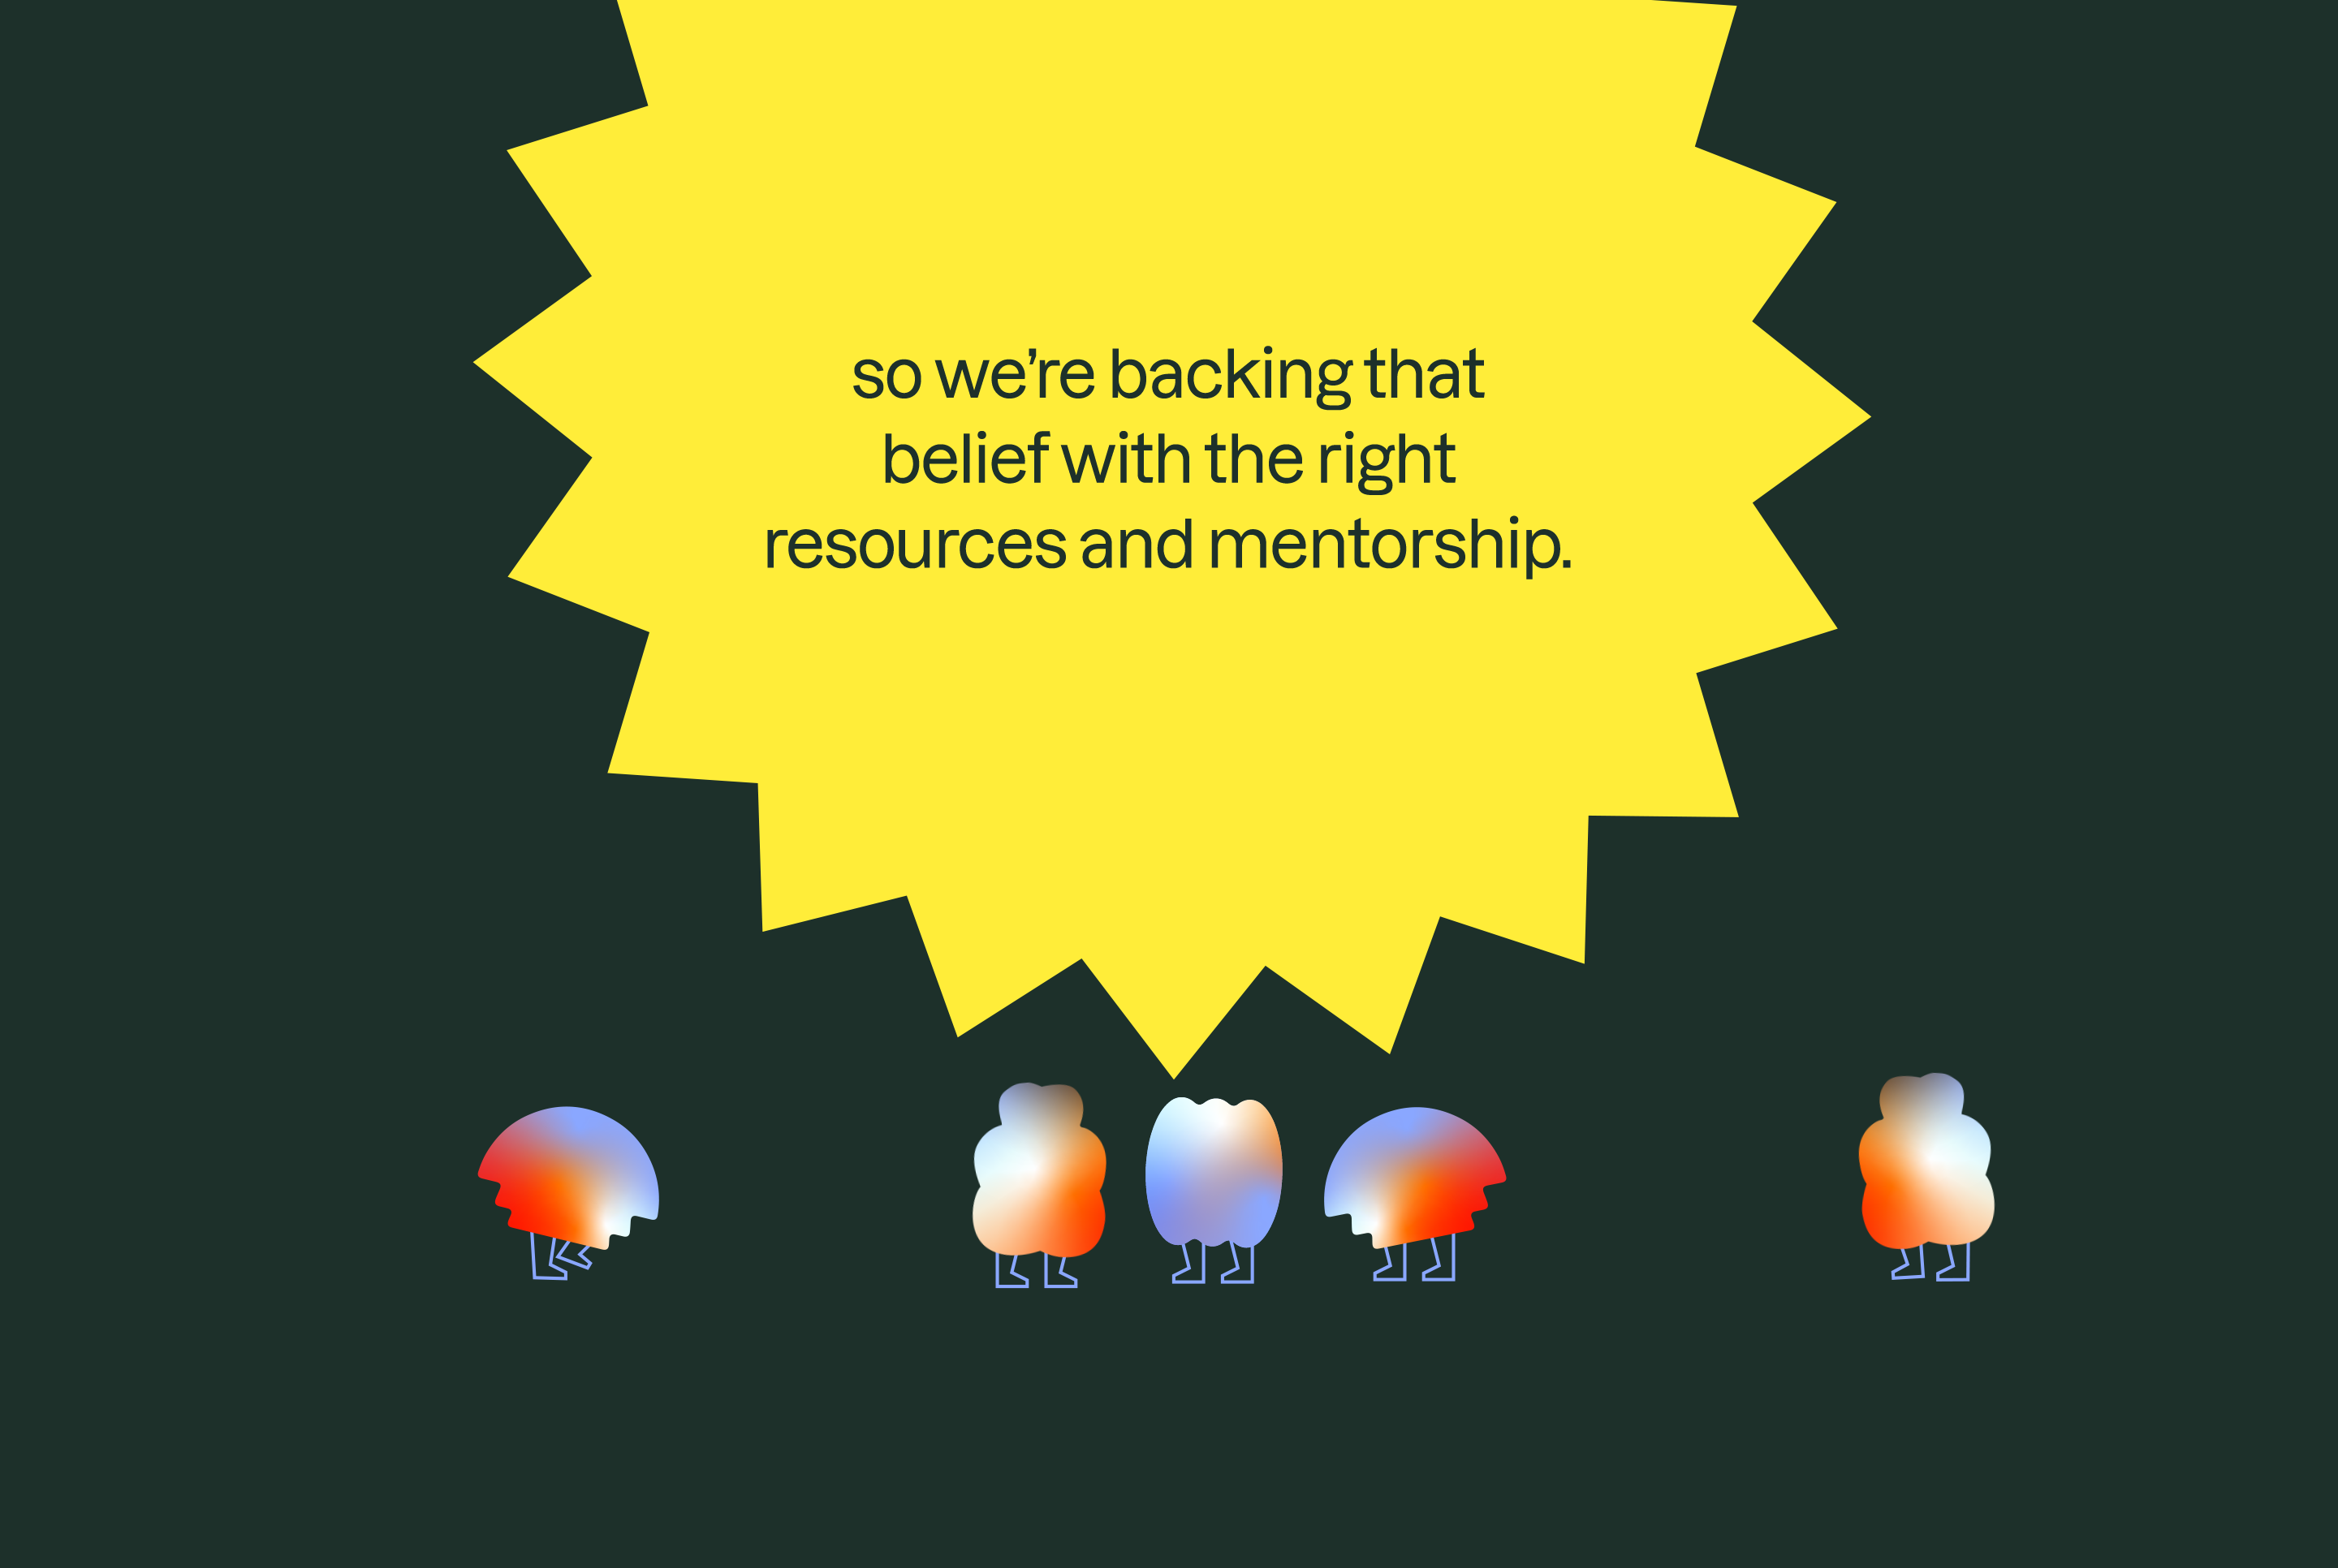 so we’re backing that
belief with the right
resources and mentorship.